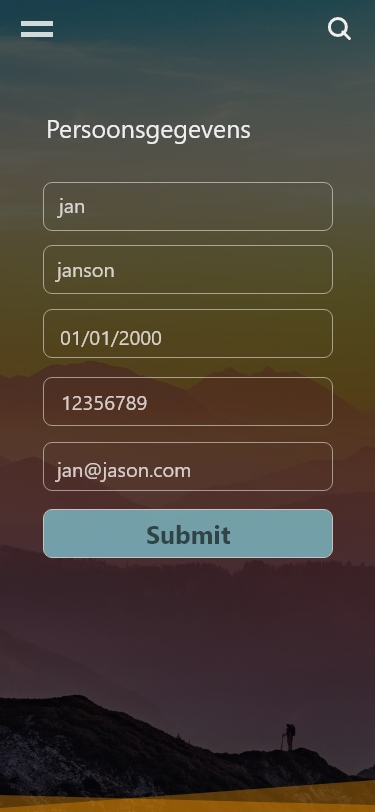 Persoonsgegevens
jan
janson
01/01/2000
12356789
jan@jason.com
Submit